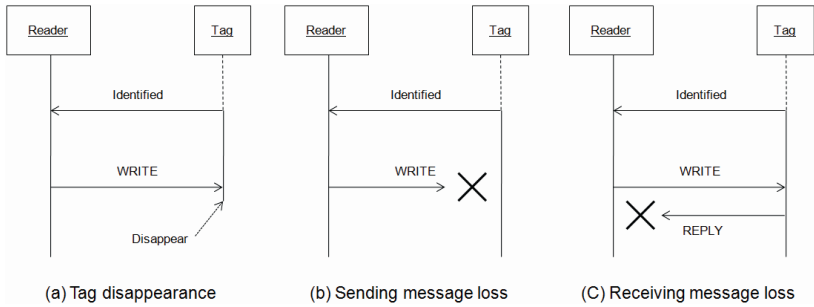 Reader Tag Reader Tag Reader Tag
Identified Identified Identified
WRITE WRITE WRITE
REPLY
Disappear
(a) Tag disappearance (b) Sending message loss (C) Receiving message loss